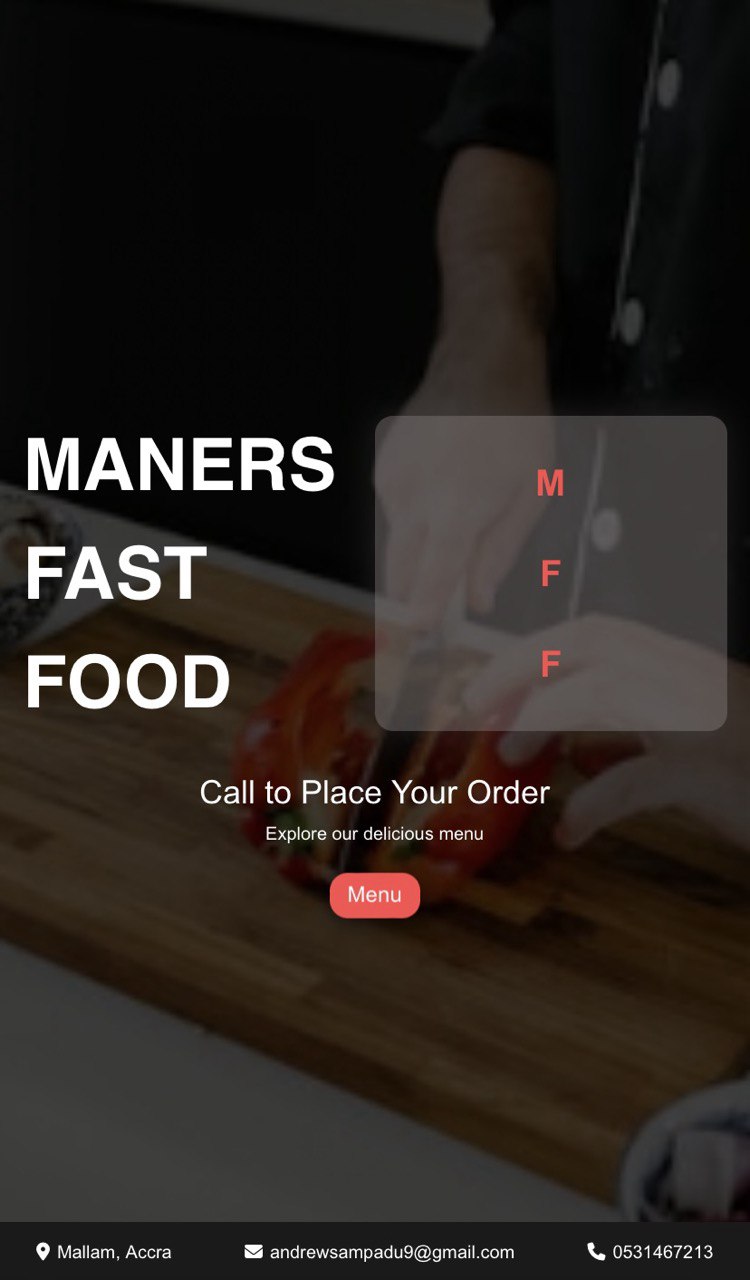 MANERS
FAST
FOOD
M
F
F
Call to Place Your Order
Explore our delicious menu
Menu
Mallam, Accra
andrewsampadu9@gmail.com
0531467213